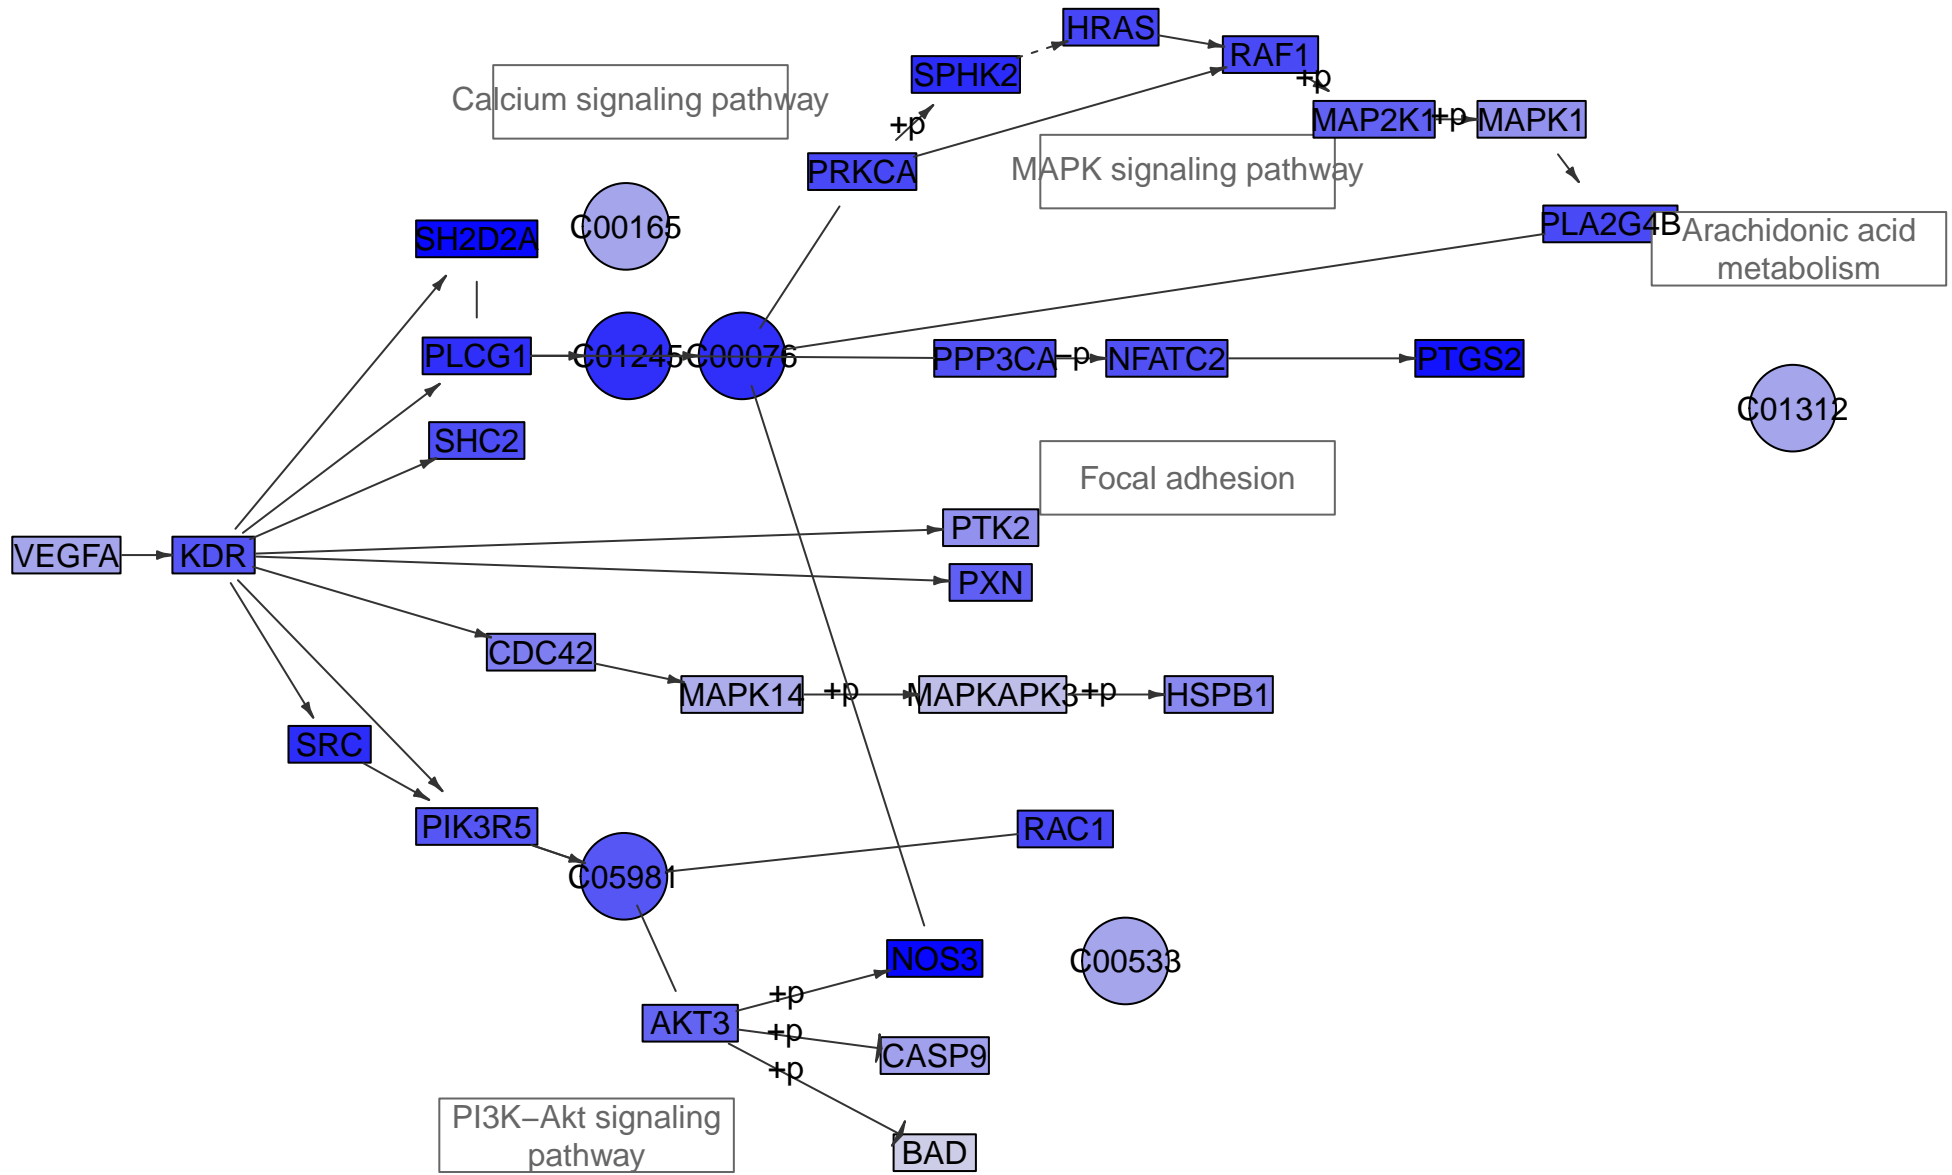 HRAS
RAF1
SPHK2
+p
Calcium signaling pathway
MAP2K1
+p
MAPK1
+p
PRKCA
MAPK signaling pathway
C00165
SH2D2A
PLA2G4B
Arachidonic acid
metabolism
PLCG1
C01245
C00076
PPP3CA
−p
NFATC2
PTGS2
C01312
SHC2
Focal adhesion
PTK2
VEGFA
KDR
PXN
CDC42
MAPK14
+p
MAPKAPK3
+p
HSPB1
SRC
PIK3R5
RAC1
C05981
NOS3
C00533
+p
AKT3
+p
CASP9
+p
PI3K−Akt signaling
pathway
BAD